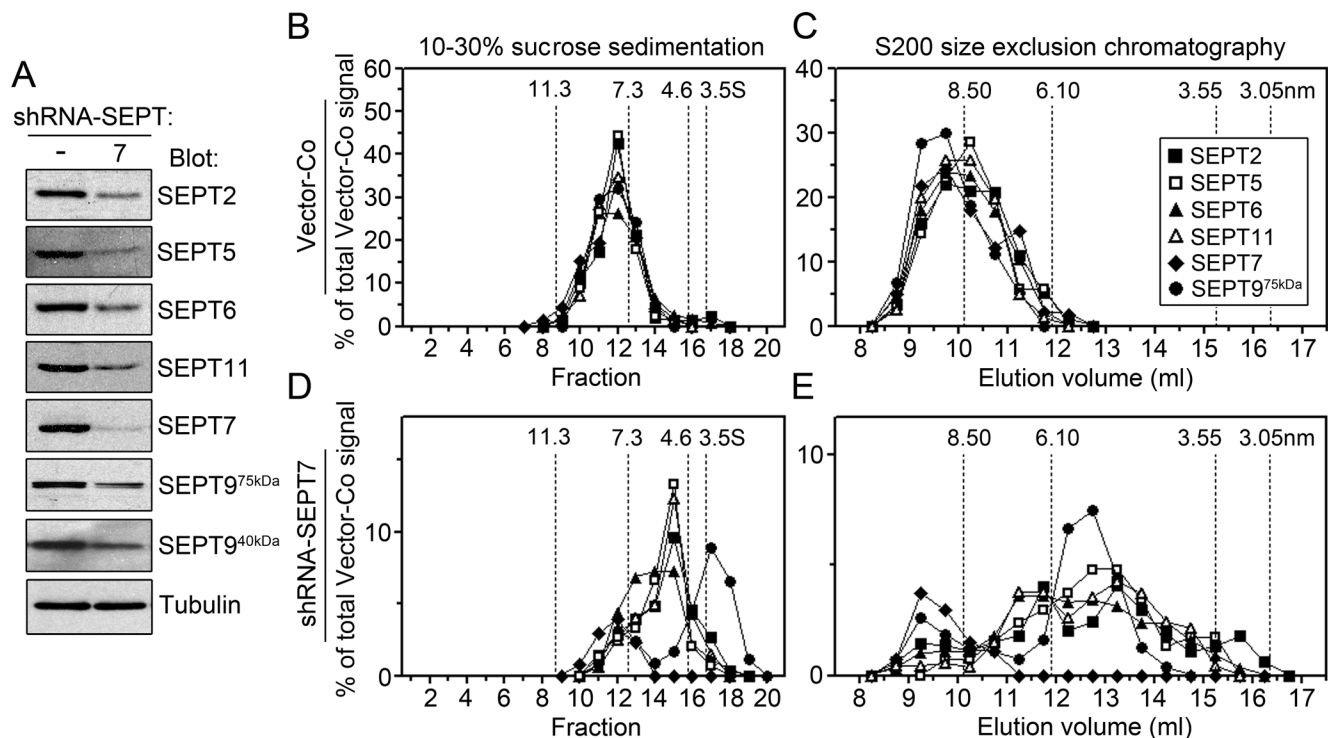 A
shRNA-SEPT:
- 7 Blot:
SEPT2
SEPT5
SEPT6
SEPT11
SEPT7
SEPT9 75kDa
SEPT9 40kDa
Tubulin
B
10-30% sucrose sedimentation
Vector-Co
% of total Vector-Co signal
60
50
40
30
20
10
0
11.3 7.3 4.6 3.5S
2 4 6 8 10 12 14 16 18 20
Fraction
C
S200 size exclusion chromatography
40
30
20
10
0
8.50 6.10 3.55 3.05nm
SEPT2
SEPT5
SEPT6
SEPT11
SEPT7
SEPT9 75kDa
8 9 10 11 12 13 14 15 16 17
Elution volume (ml)
D
shRNA-SEPT7
% of total Vector-Co signal
10
0
11.3 7.3 4.6 3.5S
2 4 6 8 10 12 14 16 18 20
Fraction
E
10
0
8.50 6.10 3.55 3.05nm
8 9 10 11 12 13 14 15 16 17
Elution volume (ml)